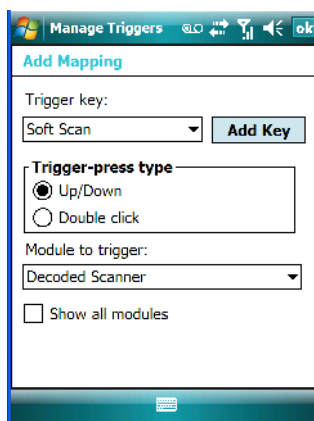 Manage Triggers ok
Add Mapping
Trigger key:
Soft Scan Add Key
Trigger-press type
Up/Down
Double click
Module to trigger:
Decoded Scanner
Show all modules